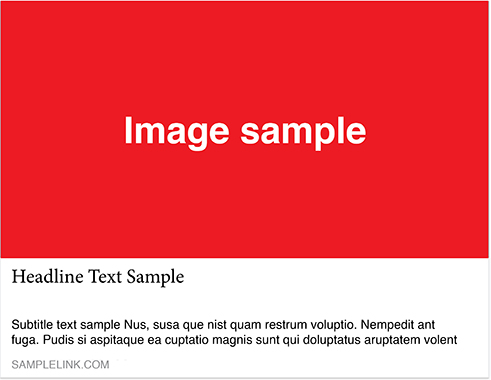 Image sample
Headline Text Sample
Subtitle text sample Nus, susa que nist quam restrum voluptio. Nempedit ant
fuga. Pudis si aspitaque ea cuptatio magnis sunt qui doluptatus aruptatem volent
SAMPLELINK.COM